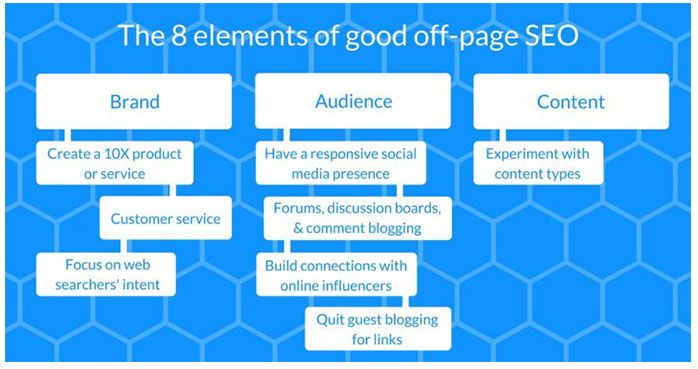 The 8 elements of good off-page SEO
Brand
Create a 10X product
or service
Customer service
Focus on web
searchers' intent
Audience
Have a responsive social
media presence
Forums, discussion boards,
& comment blogging
Build connections with
online influencers
Quit guest blogging
for links
Content
Experiment with
content types